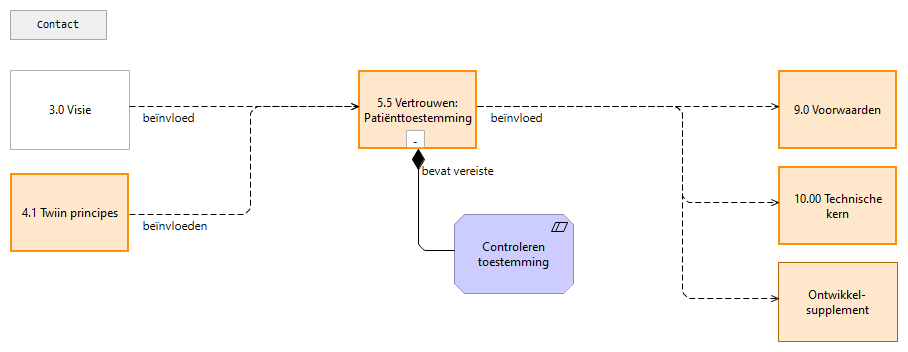 Contact
3.0 Visie
beïnvloed
4.1 Twiin principes
beïnvloeden
5.5 Vertrouwen:
Patiënttoestemming
-
bevat vereiste
Controleren
toestemming
beïnvloed
9.0 Voorwaarden
10.00 Technische
kern
Ontwikkel-
supplement